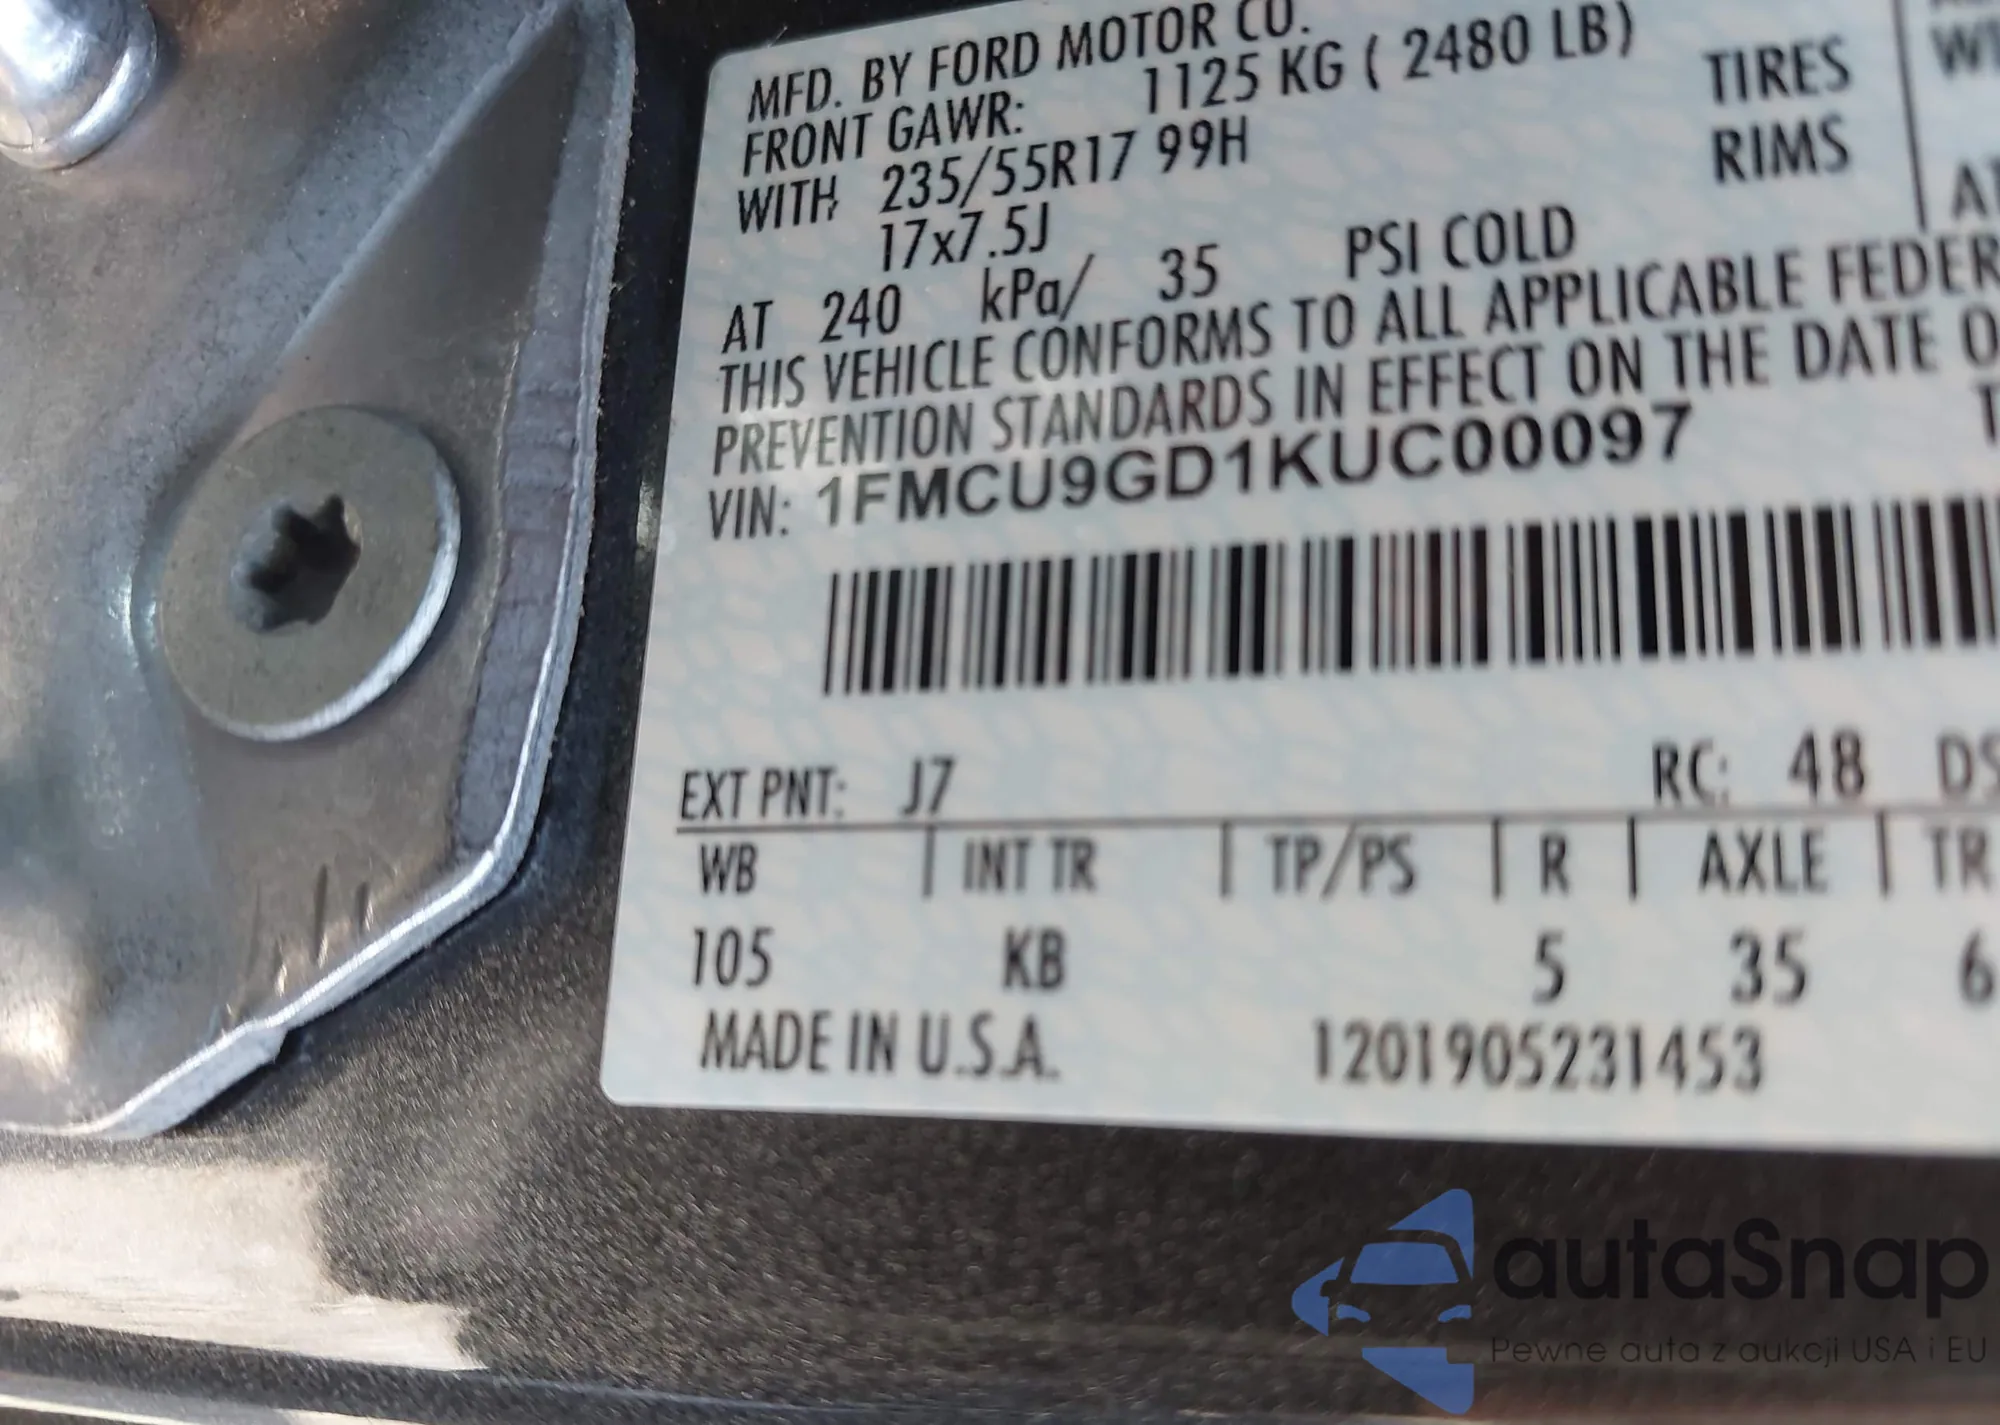 MFD. BY FORD MOTOR CO.
FRONT GAWR: 1125 KG ( 2480 LB)
WITH 235/55R17 99H TIRES
17x7.5J RIMS
AT 240 kPa/ 35 PSI COLD
THIS VEHICLE CONFORMS TO ALL APPLICABLE FEDER
PREVENTION STANDARDS IN EFFECT ON THE DATE O
VIN: 1FMCU9GD1KUC00097
EXT PNT: J7 RC: 48 DS
WB | INT TR | TP/PS | R | AXLE | TR
105 KB 5 35 6
MADE IN U.S.A. 1201905231453
autaSnap
Pewne auta z aukcji USA i EU